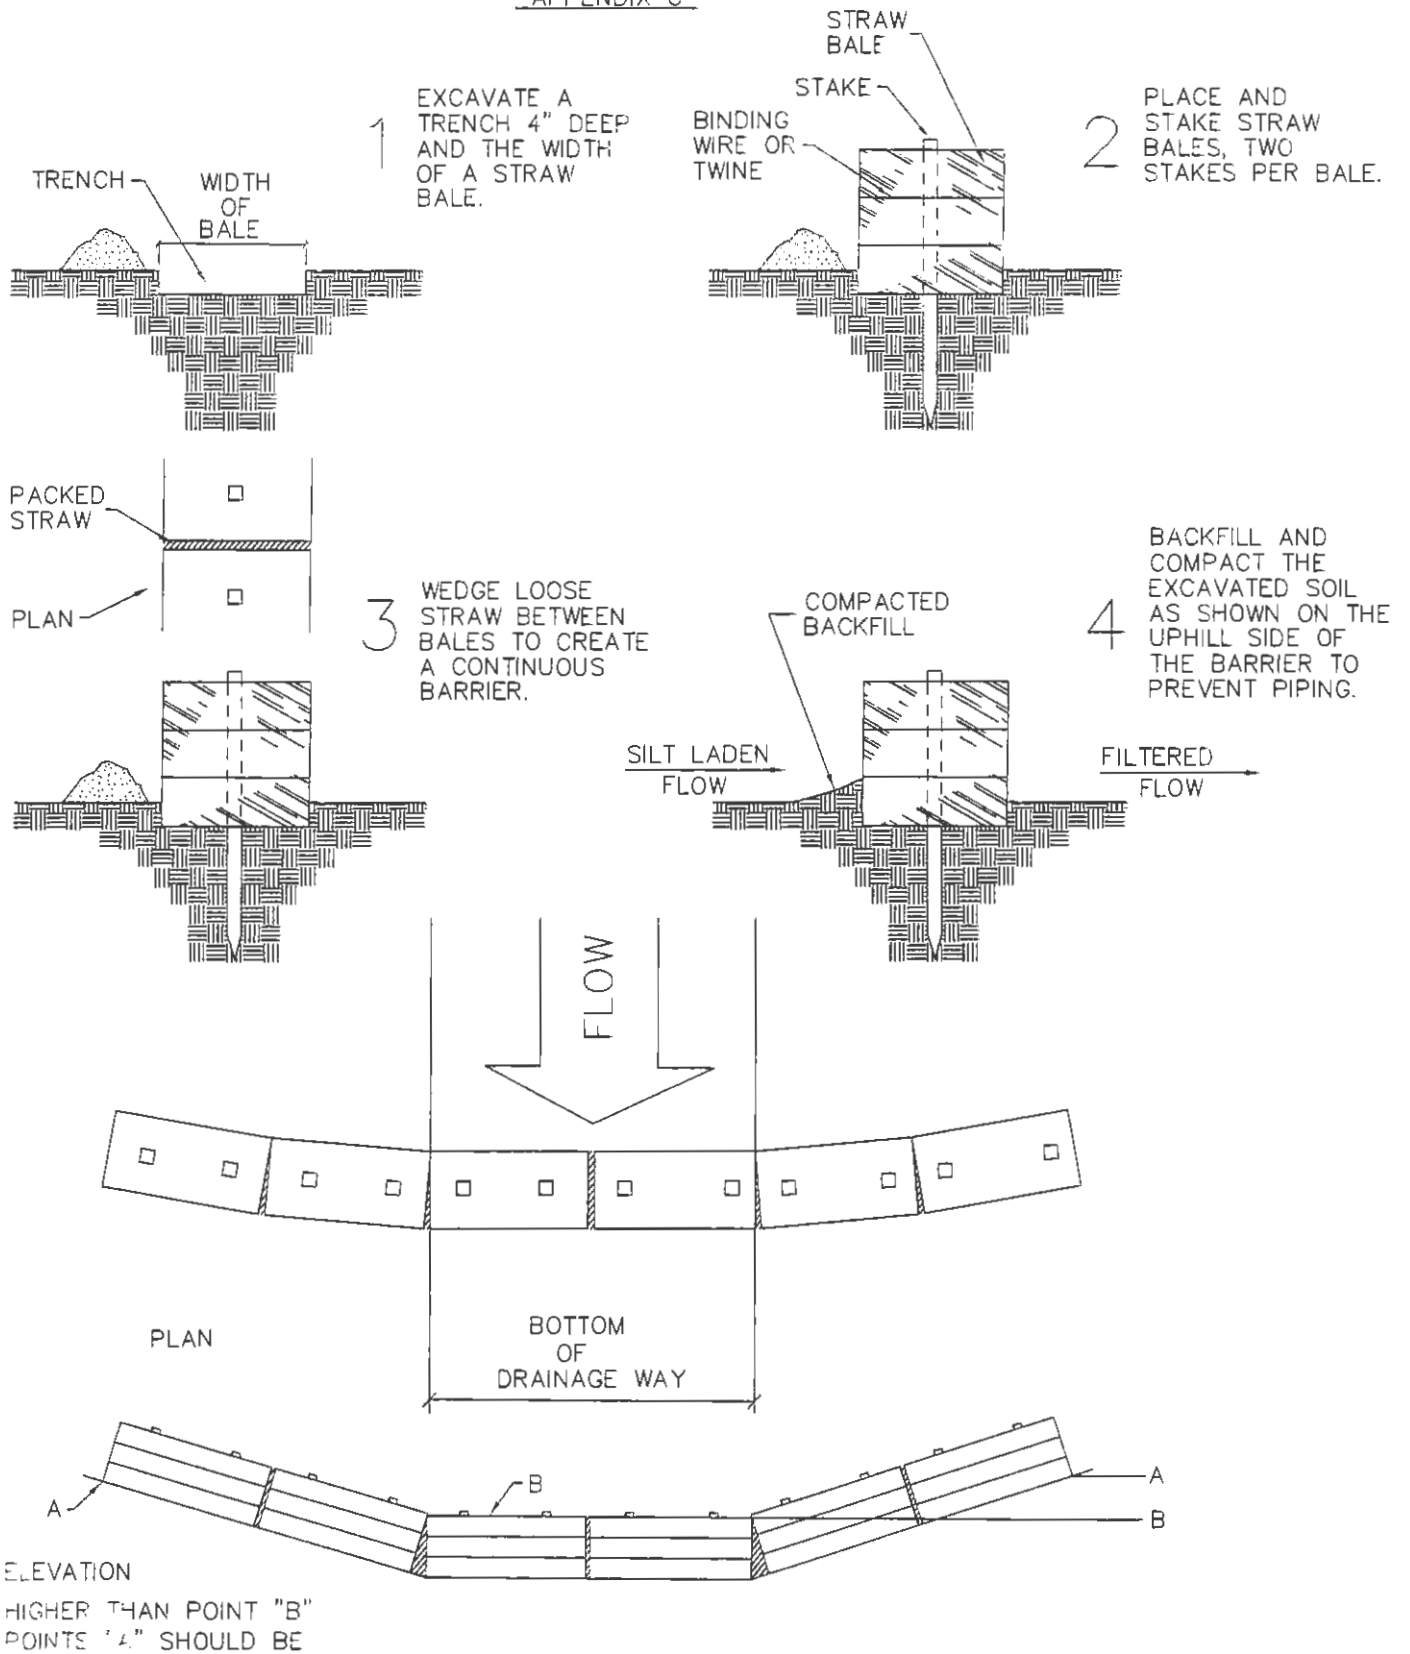 APPENDIX C
STRAW
BALE
STAKE
BINDING
WIRE OR
TWINE
1
EXCAVATE A
TRENCH 4" DEEP
AND THE WIDTH
OF A STRAW
BALE.
2
PLACE AND
STAKE STRAW
BALES, TWO
STAKES PER BALE.
TRENCH
WIDTH
OF
BALE
PACKED
STRAW
PLAN
3
WEDGE LOOSE
STRAW BETWEEN
BALES TO CREATE
A CONTINUOUS
BARRIER.
COMPACTED
BACKFILL
4
BACKFILL AND
COMPACT THE
EXCAVATED SOIL
AS SHOWN ON THE
UPHILL SIDE OF
THE BARRIER TO
PREVENT PIPING.
SILT LADEN
FLOW
FILTERED
FLOW
FLOW
PLAN
BOTTOM
OF
DRAINAGE WAY
A
B
A
B
ELEVATION
HIGHER THAN POINT "B"
POINTS "A" SHOULD BE